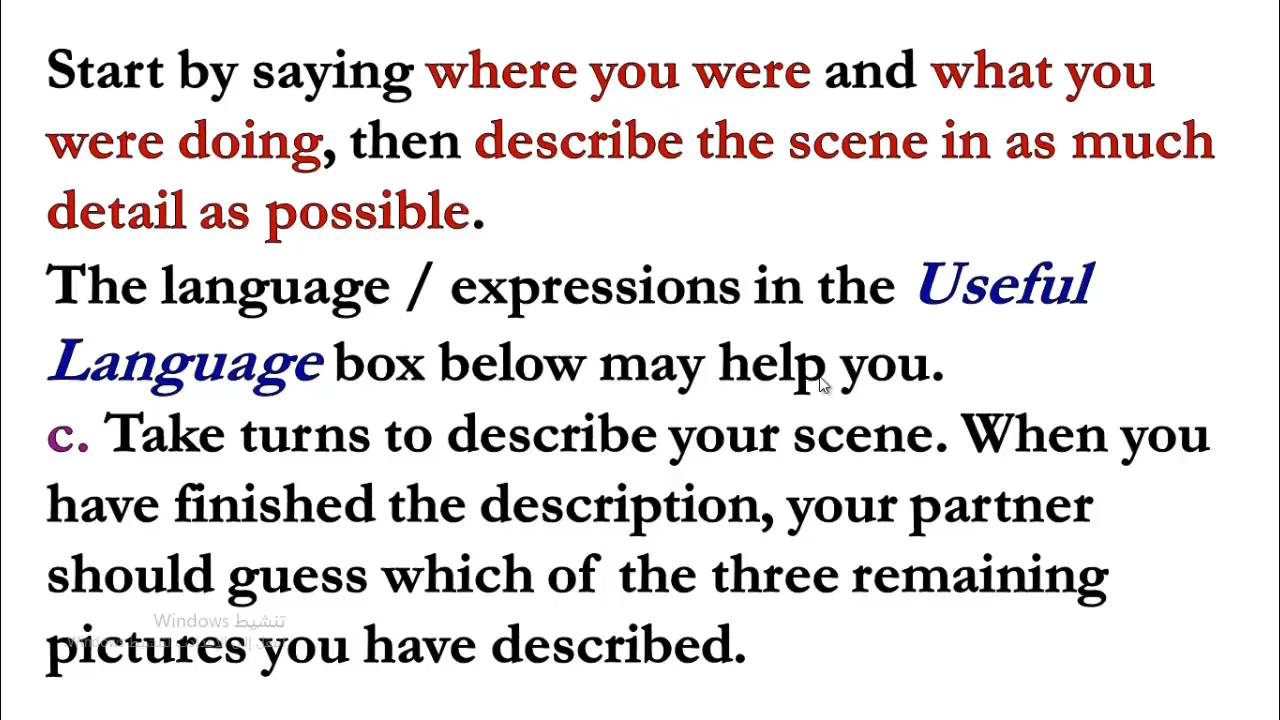 Start by saying where you were and what you
were doing, then describe the scene in as much
detail as possible.
The language / expressions in the Useful
Language box below may help you.
c. Take turns to describe your scene. When you
have finished the description, your partner
should guess which of the three remaining
تنشيط Windows
pictures you have described.